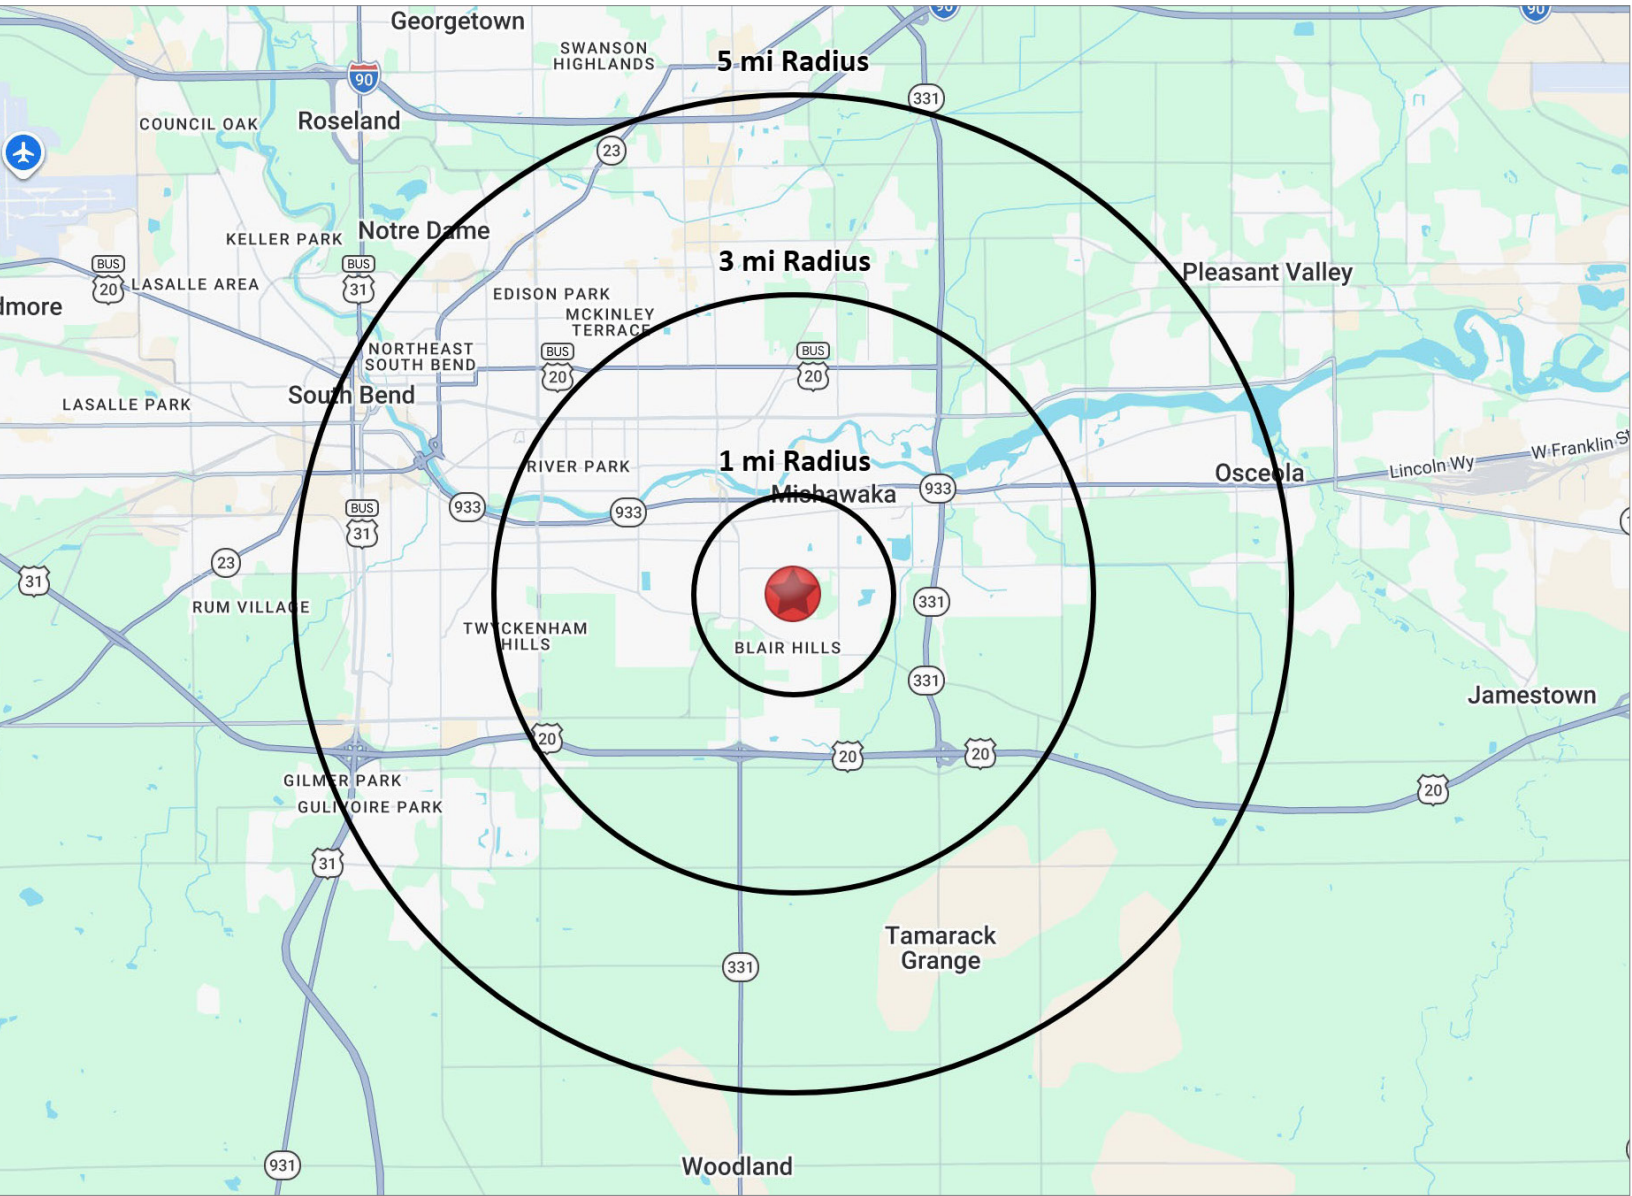 90
90
Georgetown
SWANSON
HIGHLANDS
5 mi Radius
90
331
COUNCIL OAK
Roseland
23
KELLER PARK
Notre Dame
3 mi Radius
BUS
20
LASALLE AREA
BUS
31
Pleasant Valley
EDISON PARK
dmore
MCKINLEY
TERRACE
NORTHEAST
SOUTH BEND
BUS
20
BUS
20
South Bend
LASALLE PARK
W Franklin St
RIVER PARK
1 mi Radius
Lincoln Wy
Osceola
Mishawaka
933
933
933
BUS
31
23
31
331
RUM VILLAGE
TWYCKENHAM
HILLS
BLAIR HILLS
331
Jamestown
20
20
20
GILMER PARK
20
GULIVOIRE PARK
31
Tamarack
Grange
331
931
Woodland